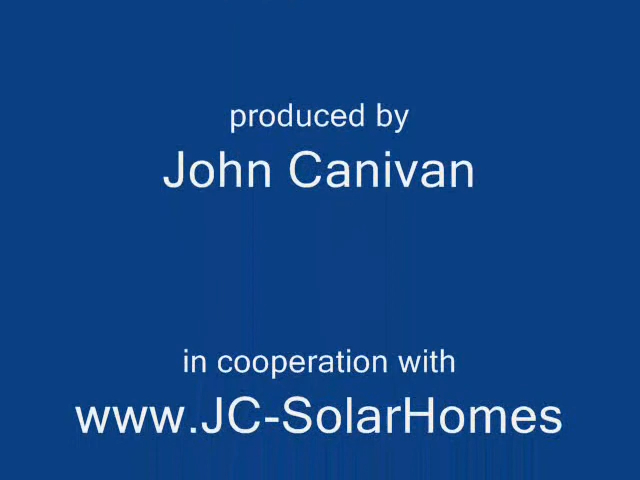 produced by
John Canivan
in cooperation with
www.JC-SolarHomes